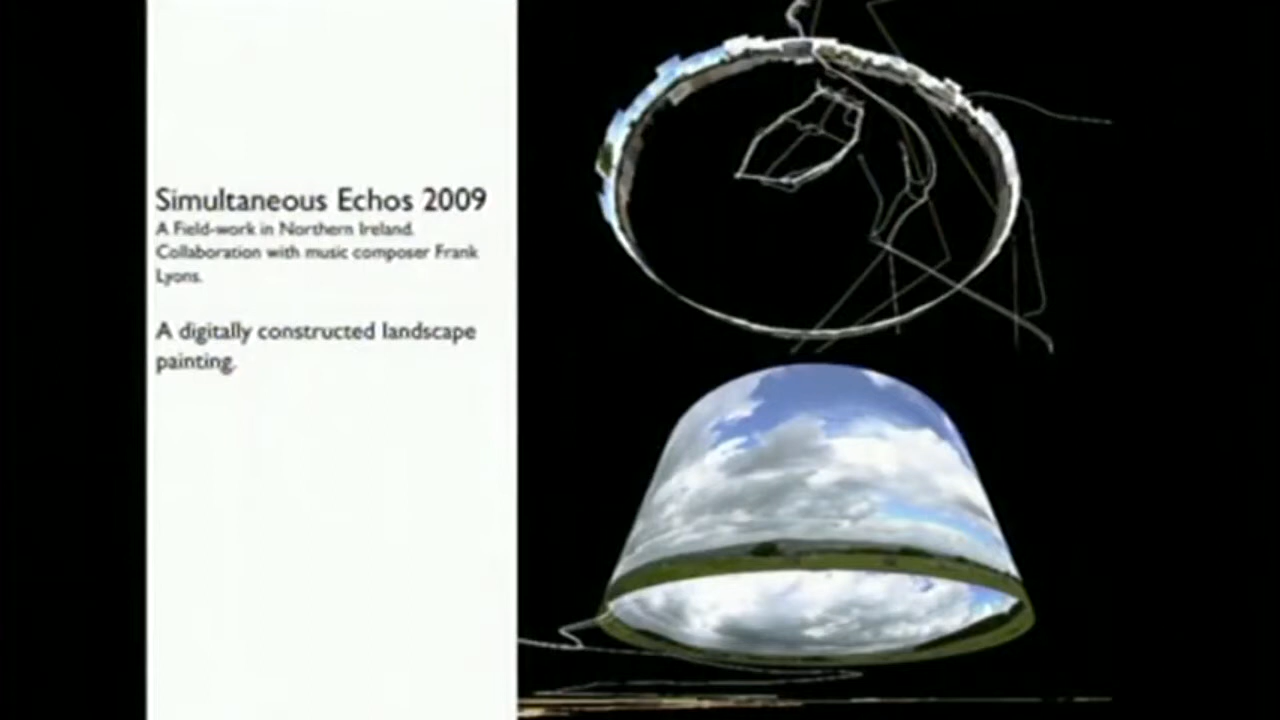 Simultaneous Echos 2009
A Field-work in Northern Ireland.
Collaboration with music composer Frank
Lyons.
A digitally constructed landscape
painting.